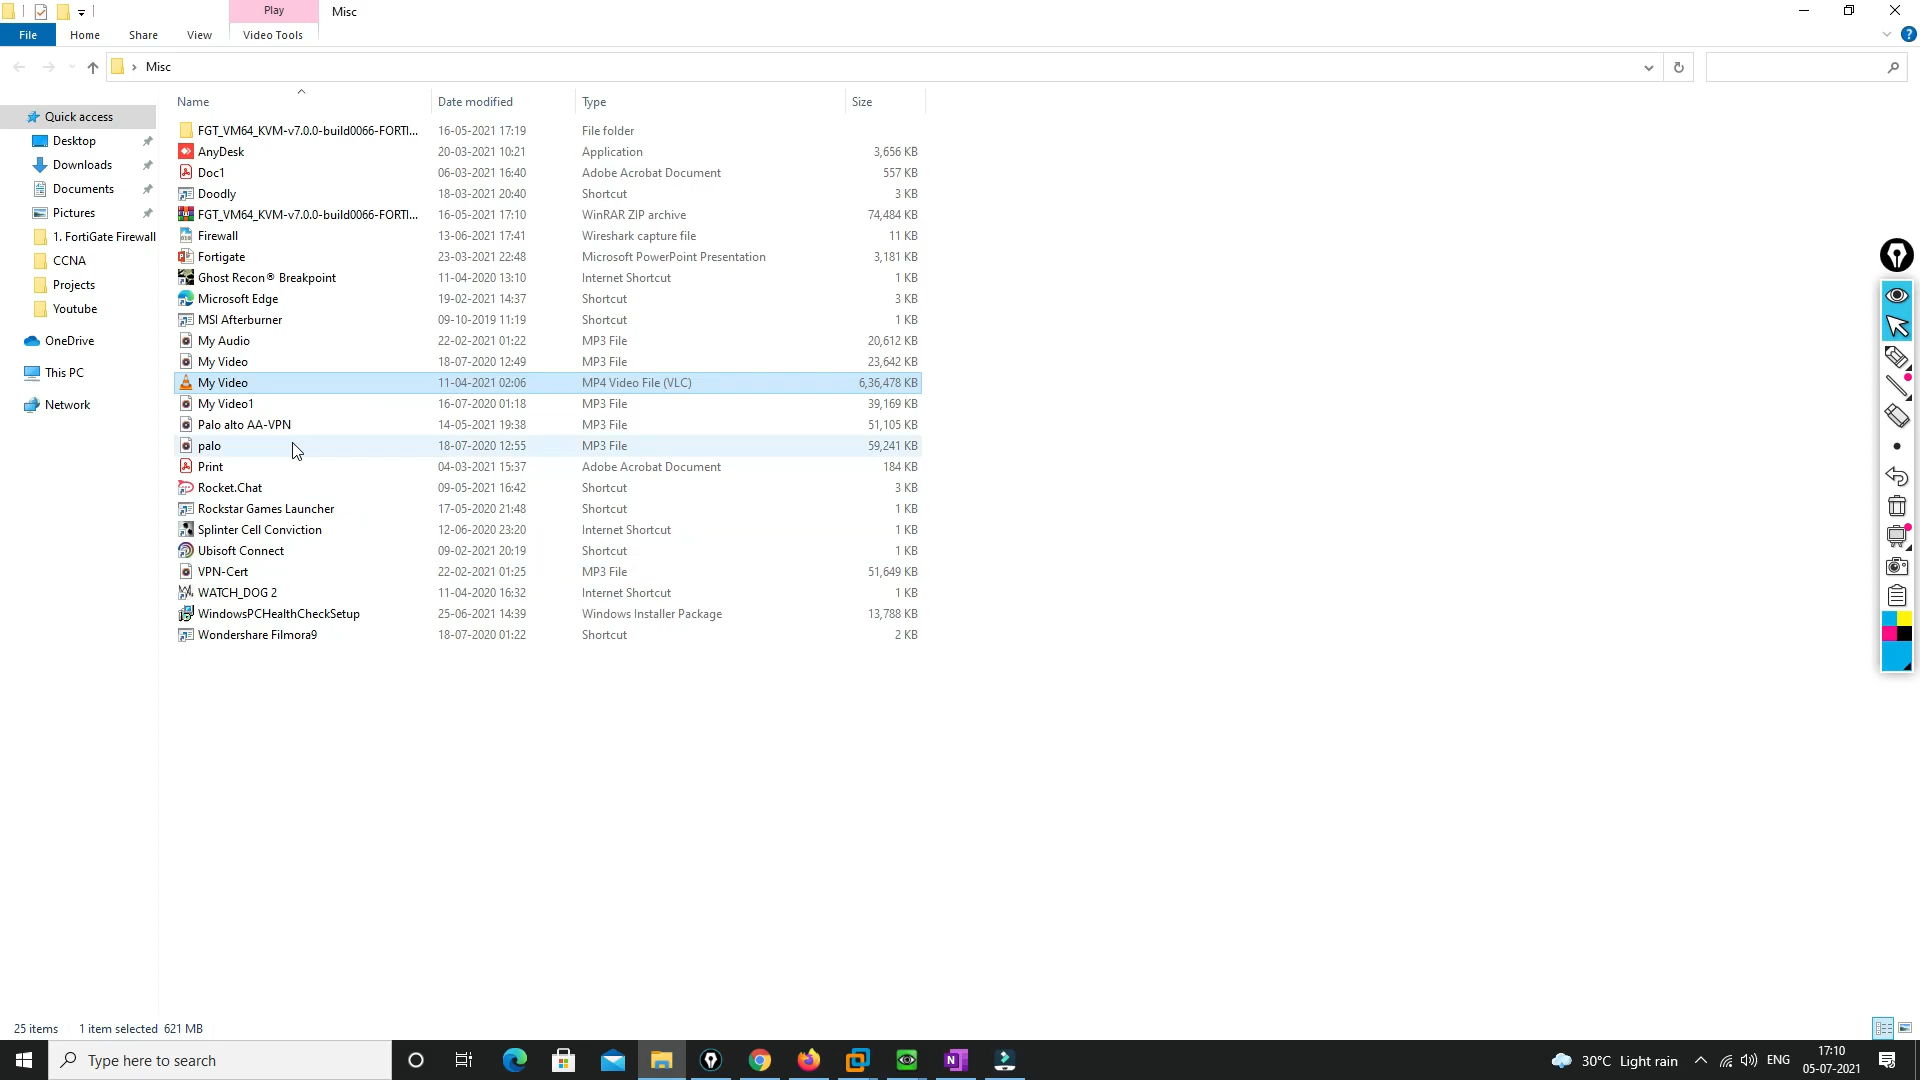 Play
Misc
File
Home
Share
View
Video Tools
Misc
Name
Date modified
Type
Size
Quick access
Desktop
Downloads
Documents
Pictures
1. FortiGate Firewall
CCNA
Projects
Youtube
OneDrive
This PC
Network
FGT_VM64_KVM-v7.0.0-build0066-FORTI... 16-05-2021 17:19 File folder
AnyDesk 20-03-2021 10:21 Application 3,656 KB
Doc1 06-03-2021 16:40 Adobe Acrobat Document 557 KB
Doodly 18-03-2021 20:40 Shortcut 3 KB
FGT_VM64_KVM-v7.0.0-build0066-FORTI... 16-05-2021 17:10 WinRAR ZIP archive 74,484 KB
Firewall 13-06-2021 17:41 Wireshark capture file 11 KB
Fortigate 23-03-2021 22:48 Microsoft PowerPoint Presentation 3,181 KB
Ghost Recon® Breakpoint 11-04-2020 13:10 Internet Shortcut 1 KB
Microsoft Edge 19-02-2021 14:37 Shortcut 3 KB
MSI Afterburner 09-10-2019 11:19 Shortcut 1 KB
My Audio 22-02-2021 01:22 MP3 File 20,612 KB
My Video 18-07-2020 12:49 MP3 File 23,642 KB
My Video 11-04-2021 02:06 MP4 Video File (VLC) 6,36,478 KB
My Video1 16-07-2020 01:18 MP3 File 39,169 KB
Palo alto AA-VPN 14-05-2021 19:38 MP3 File 51,105 KB
palo 18-07-2020 12:55 MP3 File 59,241 KB
Print 04-03-2021 15:37 Adobe Acrobat Document 184 KB
Rocket.Chat 09-05-2021 16:42 Shortcut 3 KB
Rockstar Games Launcher 17-05-2020 21:48 Shortcut 1 KB
Splinter Cell Conviction 12-06-2020 23:20 Internet Shortcut 1 KB
Ubisoft Connect 09-02-2021 20:19 Shortcut 1 KB
VPN-Cert 22-02-2021 01:25 MP3 File 51,649 KB
WATCH_DOG 2 11-04-2020 16:32 Internet Shortcut 1 KB
WindowsPCHealthCheckSetup 25-06-2021 14:39 Windows Installer Package 13,788 KB
Wondershare Filmora9 18-07-2020 01:22 Shortcut 2 KB
25 items 1 item selected 621 MB
Type here to search
30°C Light rain
ENG
17:10
05-07-2021